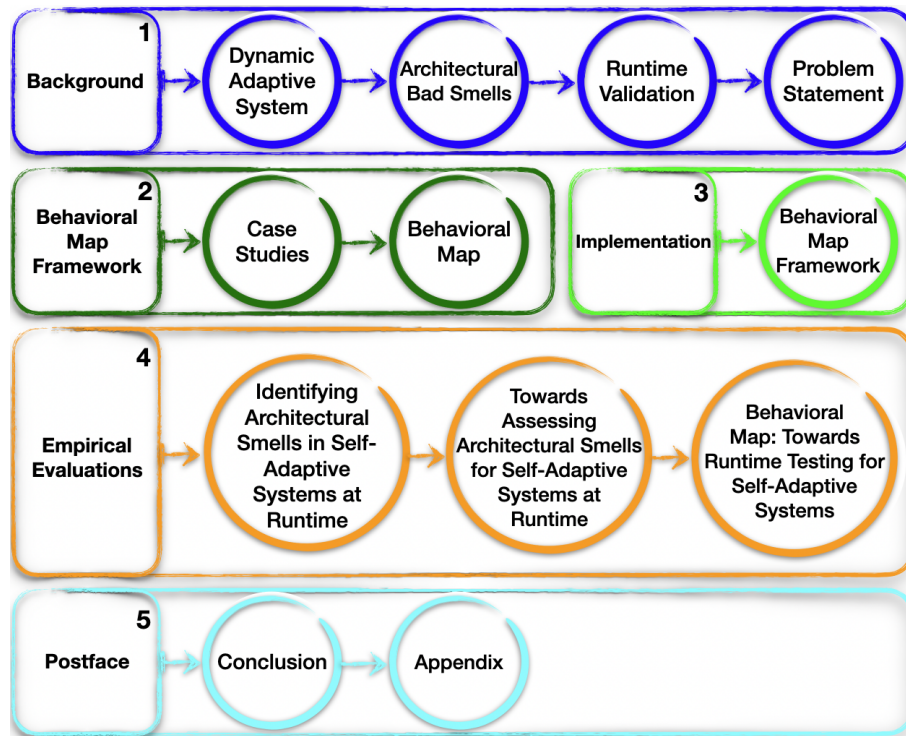 1
Background
Dynamic
Adaptive
System
Architectural
Bad Smells
Runtime
Validation
Problem
Statement
2
Behavioral
Map
Framework
Case
Studies
Behavioral
Map
3
Implementation
Behavioral
Map
Framework
4
Empirical
Evaluations
Identifying
Architectural
Smells in Self-
Adaptive
Systems at
Runtime
Towards
Assessing
Architectural Smells
for Self-Adaptive
Systems at
Runtime
Behavioral
Map: Towards
Runtime Testing for
Self-Adaptive
Systems
5
Postface
Conclusion
Appendix